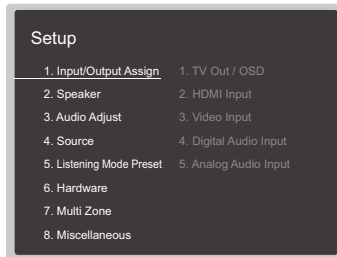 Setup
1. Input/Output Assign
2. Speaker
3. Audio Adjust
4. Source
5. Listening Mode Preset
6. Hardware
7. Multi Zone
8. Miscellaneous
1. TV Out / OSD
2. HDMI Input
3. Video Input
4. Digital Audio Input
5. Analog Audio Input